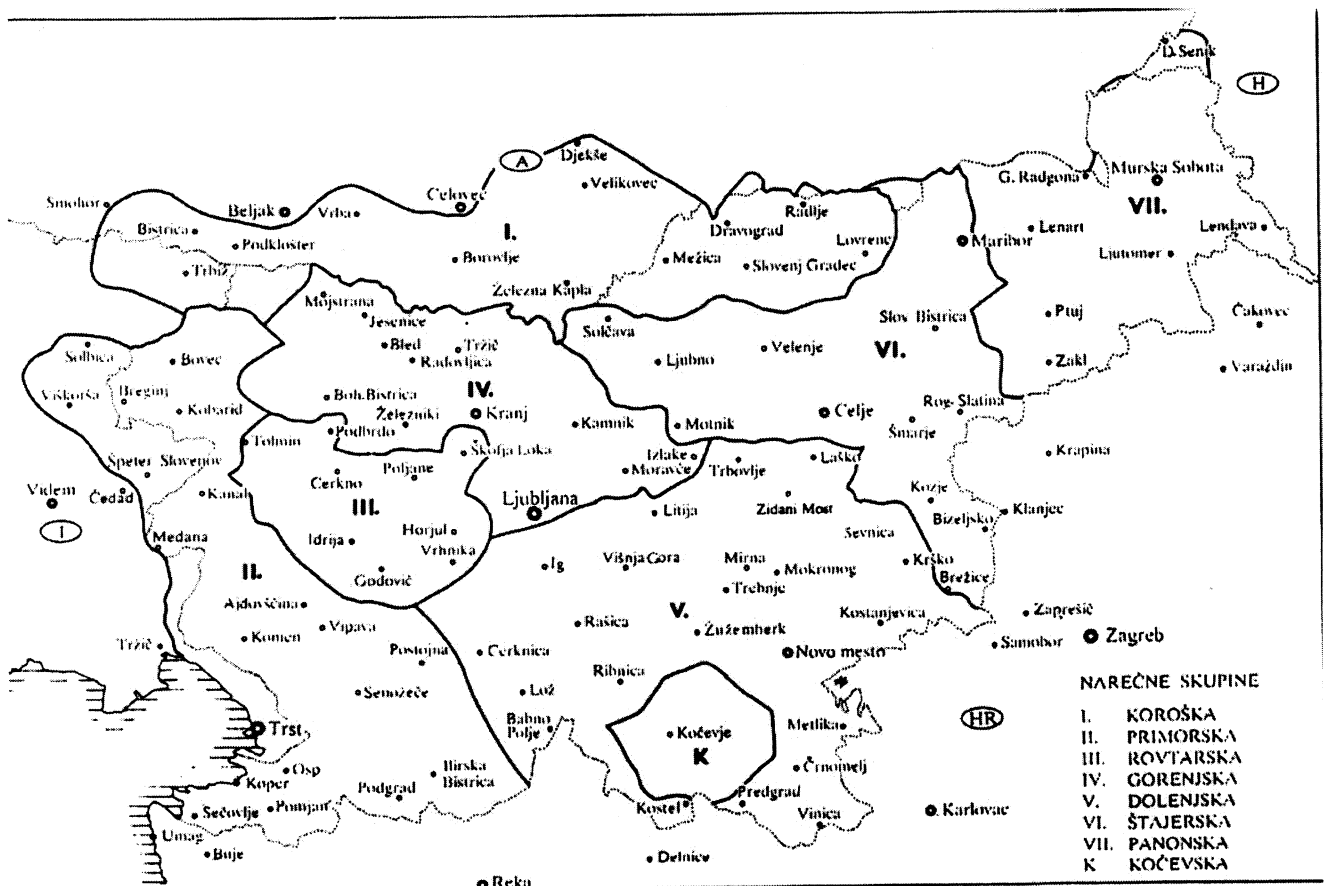 D. Senik
H
A
Djekše
Velikovec
G. Radgona
Murska Sobota
VII.
Smohor
Beljak
Vrba
Celovec
Radlje
Bistrica
Podklošter
I.
Dravograd
Lovrenc
Maribor
Lenart
Lendava
Trbiž
Borovlje
Mežica
Slovenj Gradec
Ljutomer
Železna Kapla
Mojstrana
Jesenice
Solčava
Slov. Bistrica
Ptuj
Čakovec
Solbica
Bovec
Bled
Tržič
Radovljica
Ljubno
Velenje
VI.
Zakl
Varaždin
Viškorša
Breginj
Kobarid
Boh. Bistrica
IV.
Železniki
Kranj
Celje
Rog. Slatina
Tolmin
Podbrdo
Kamnik
Motnik
Šmarje
Škofja Loka
Izlake
Moravče
Trbovlje
Laško
Krapina
Špeter Slovenov
Cerkno
Poljane
Videm
Čedad
Kanal
III.
Ljubljana
Litija
Zidani Most
Kozje
Bizeljsko
Klanjec
I
Medana
Idrija
Horjul
Vrhnika
Sevnica
II.
Godovič
Ig
Višnja Gora
Mirna
Mokronog
Krško
Trebnje
Brežice
Ajdovščina
V.
Kostanjevica
Zaprešič
Komen
Vipava
Rašica
Žužemberk
Samobor
Zagreb
Tržič
Postojna
Cerknica
Novo mesto
Ribnica
Senožeče
Lož
NAREČNE SKUPINE
Trst
Babno
Polje
Kočevje
Metlika
HR
K
Osp
Ilirska
Bistrica
Črnomelj
Koper
Podgrad
Sečovlje
Pomjan
Kostel
Predgrad
Vinica
Karlovac
Umag
Buje
Delnice
Reka
I. KOROŠKA
II. PRIMORSKA
III. ROVTARSKA
IV. GORENJSKA
V. DOLENJSKA
VI. ŠTAJERSKA
VII. PANONSKA
K KOČEVSKA